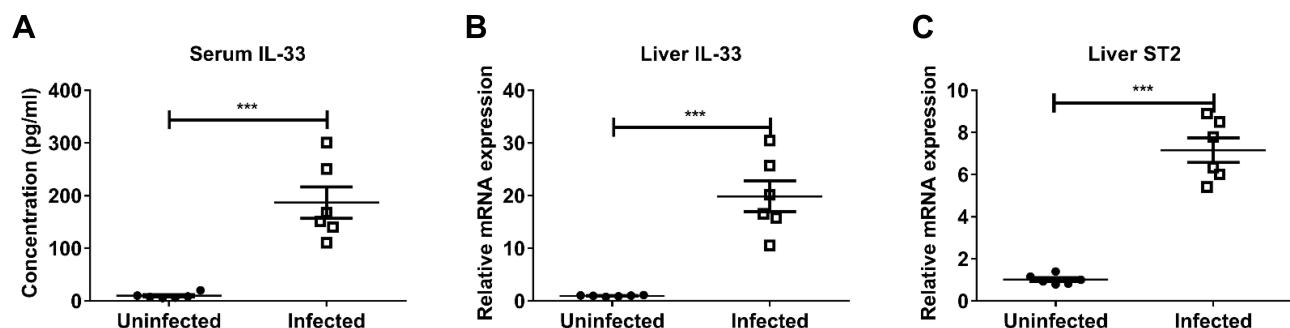 A
Serum IL-33
Concentration (pg/ml)
400
300
200
100
0
***
Uninfected
Infected
B
Liver IL-33
Relative mRNA expression
40
30
20
10
0
***
Uninfected
Infected
C
Liver ST2
Relative mRNA expression
10
8
6
4
2
0
***
Uninfected
Infected